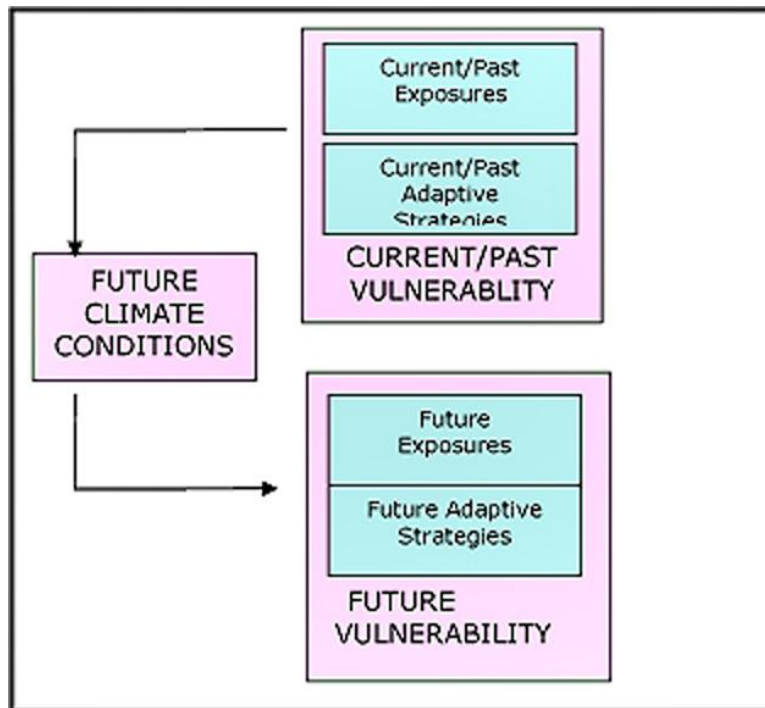 Current/Past
Exposures
Current/Past
Adaptive
Strategies
CURRENT/PAST
VULNERABLITY
FUTURE
CLIMATE
CONDITIONS
Future
Exposures
Future Adaptive
Strategies
FUTURE
VULNERABILITY